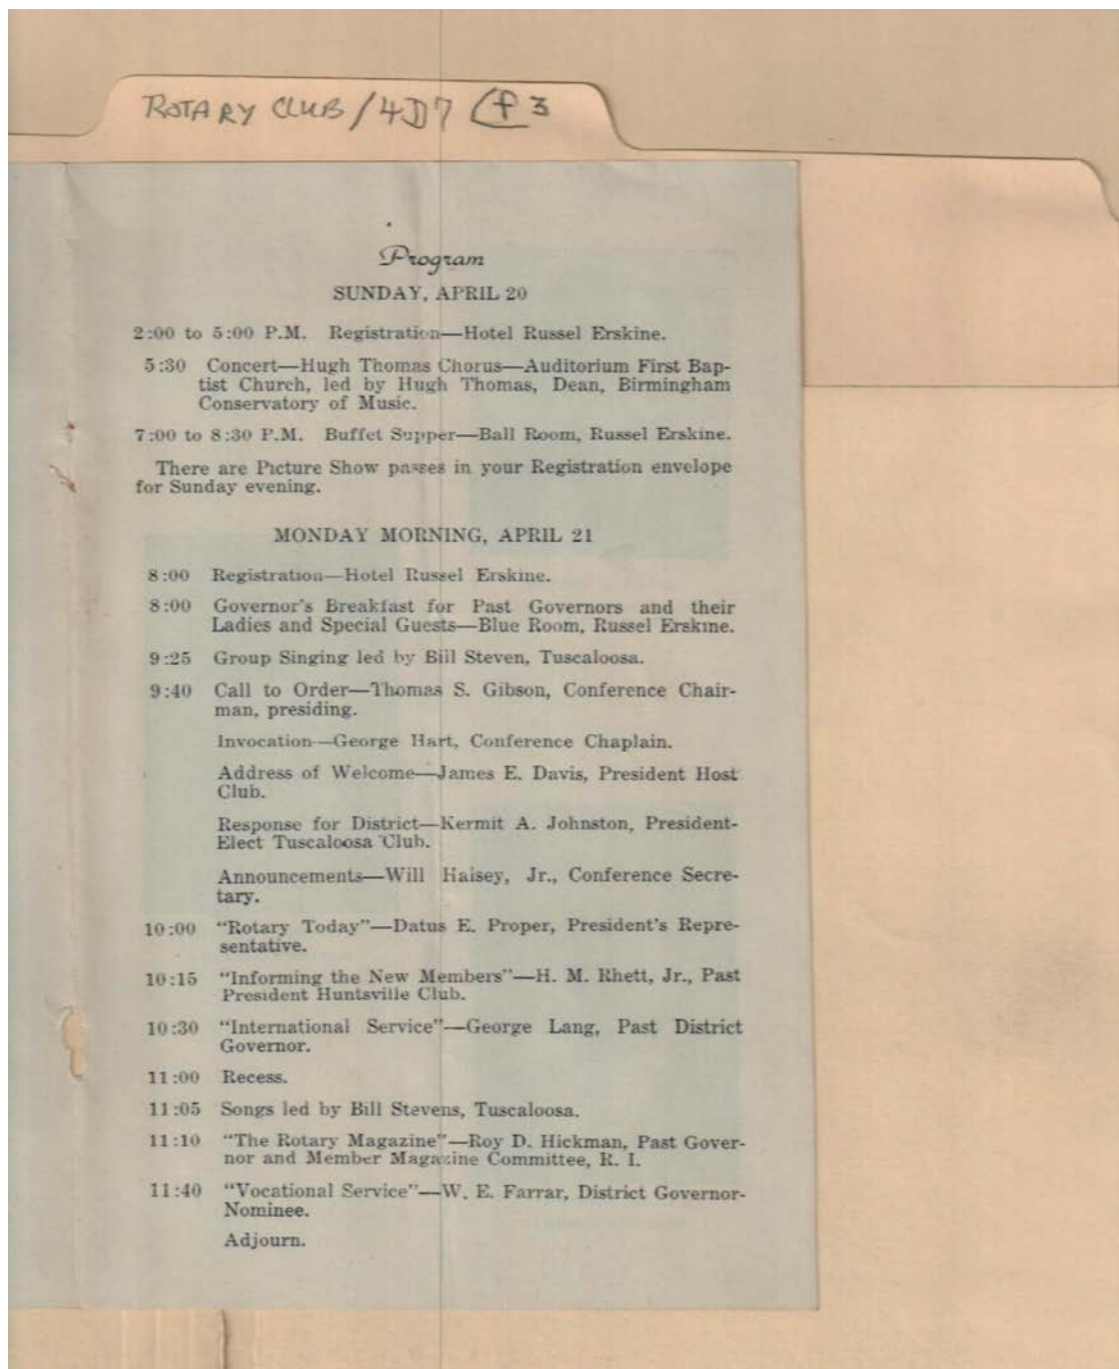 ROTARY CLUB/4D7 f3
Program
SUNDAY, APRIL 20
2:00 to 5:00 P.M. Registration—Hotel Russel Erskine.
5:30 Concert—Hugh Thomas Chorus—Auditorium First Bap-
tist Church, led by Hugh Thomas, Dean, Birmingham
Conservatory of Music.
7:00 to 8:30 P.M. Buffet Supper—Ball Room, Russel Erskine.
There are Picture Show passes in your Registration envelope
for Sunday evening.
MONDAY MORNING, APRIL 21
8:00 Registration—Hotel Russel Erskine.
8:00 Governor's Breakfast for Past Governors and their
Ladies and Special Guests—Blue Room, Russel Erskine.
9:25 Group Singing led by Biil Steven, Tuscaloosa.
9:40 Call to Order—Thomas S. Gibson, Conference Chair-
man, presiding.
Invocation—George Hart, Conference Chaplain.
Address of Welcome—James E. Davis, President Host
Club.
Response for District—Kermit A. Johnston, President-
Elect Tuscaloosa Club.
Announcements—Will Haisey, Jr., Conference Secre-
tary.
10:00 "Rotary Today"—Datus E. Proper, President's Repre-
sentative.
10:15 "Informing the New Members"—H. M. Rhett, Jr., Past
President Huntsville Club.
10:30 "International Service"—George Lang, Past District
Governor.
11:00 Recess.
11:05 Songs led by Bill Stevens, Tuscaloosa.
11:10 "The Rotary Magazine"—Roy D. Hickman, Past Gover-
nor and Member Magazine Committee, R. I.
11:40 "Vocational Service"—W. E. Farrar, District Governor-
Nominee.
Adjourn.